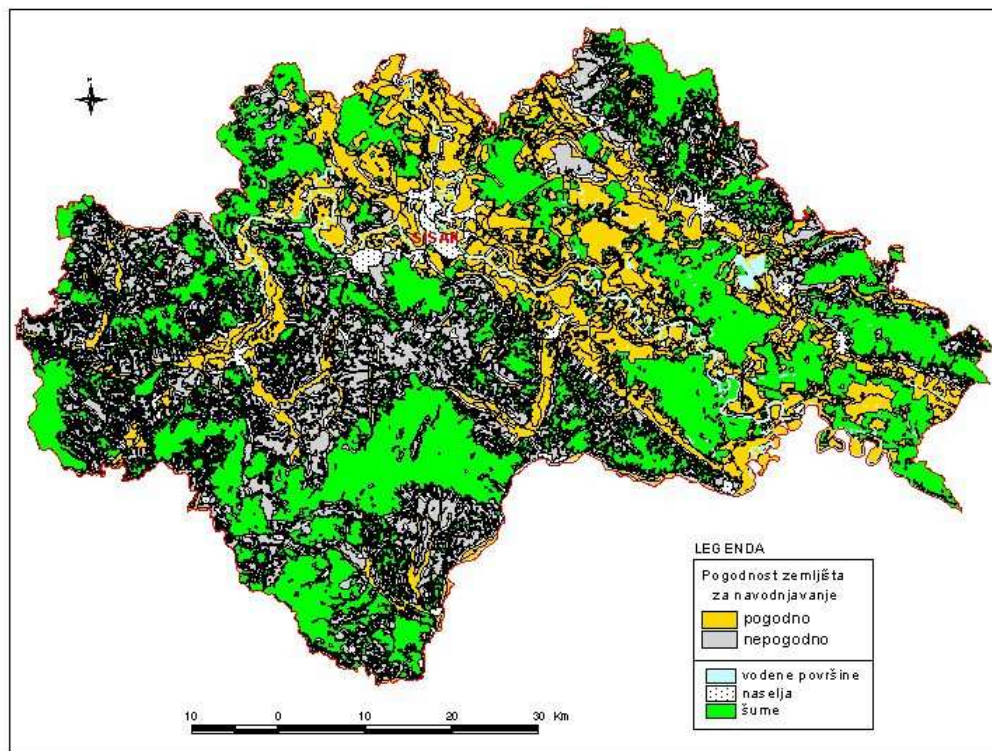 SISAK
LEGENDA
Pogodnost zemljišta
za navodnjavanje
pogodno
nepogodno
vodene površine
naselja
šume
10 0 10 20 30 Km